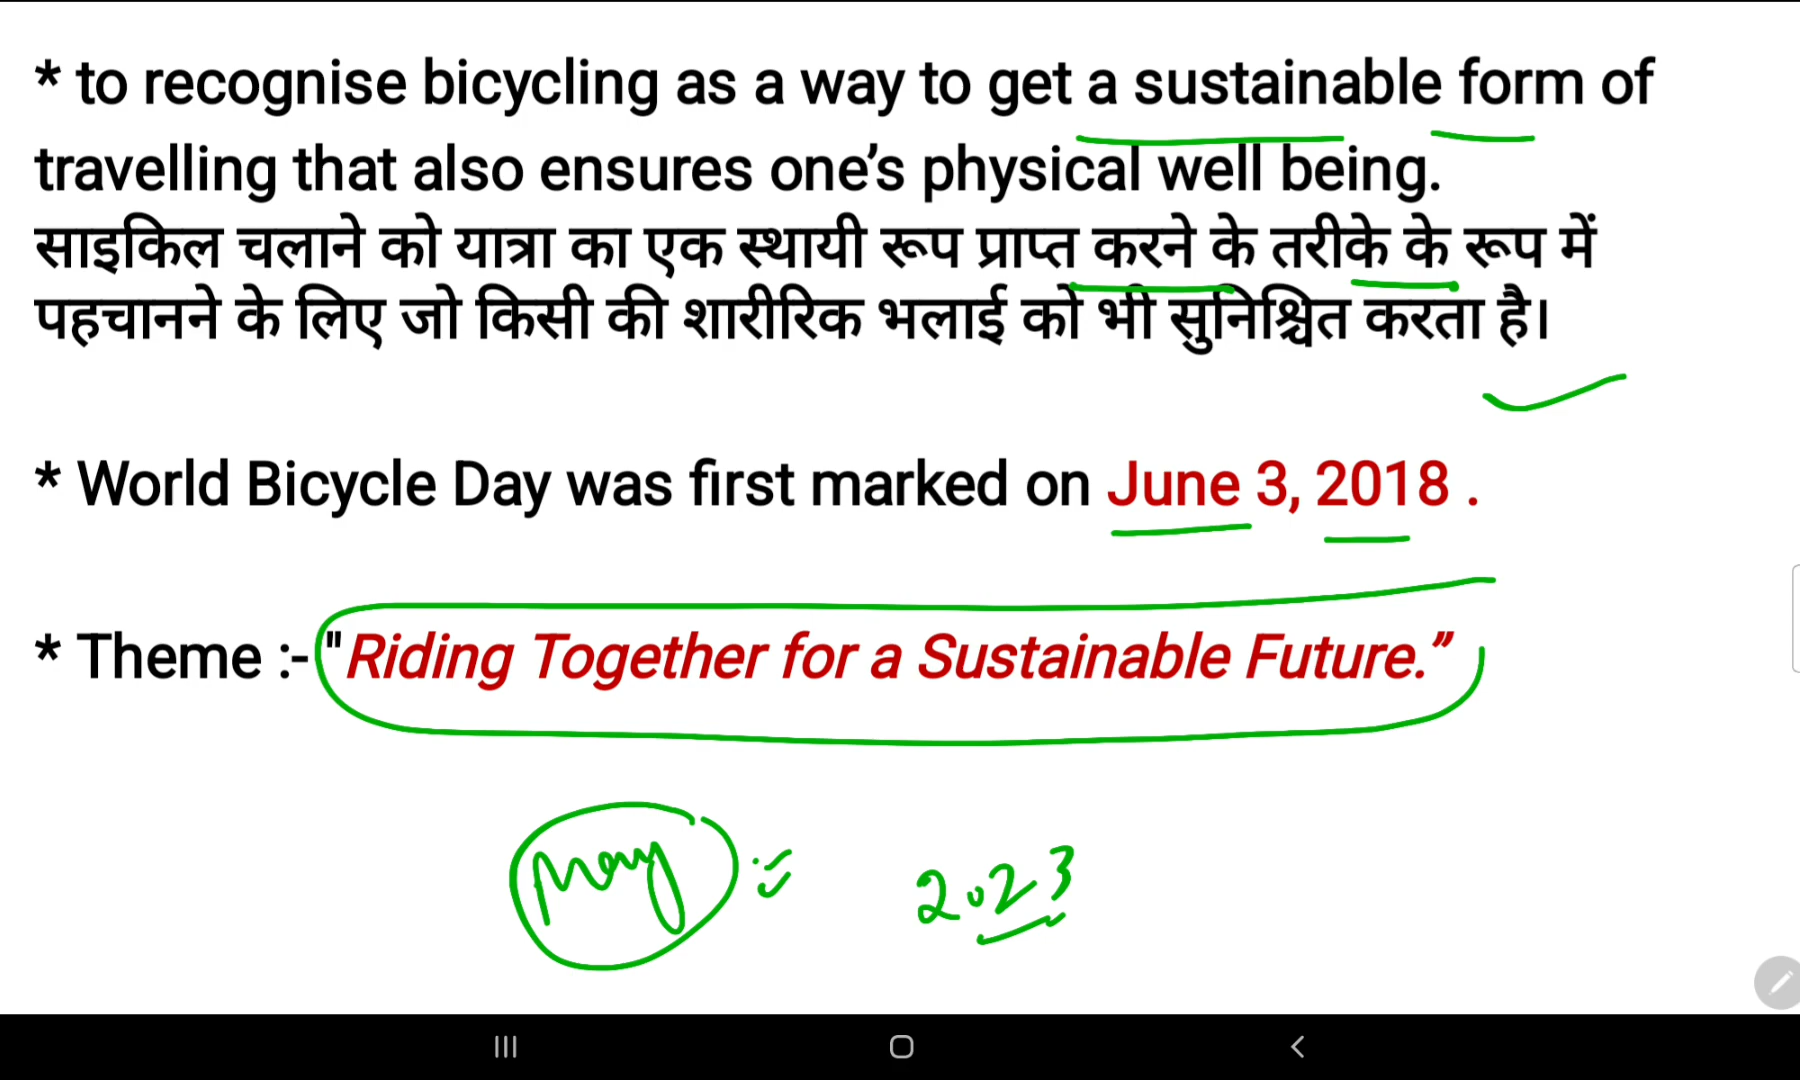 * to recognise bicycling as a way to get a sustainable form of
travelling that also ensures one’s physical well being.
साइकिल चलाने को यात्रा का एक स्थायी रूप प्राप्त करने के तरीके के रूप में
पहचानने के लिए जो किसी की शारीरिक भलाई को भी सुनिश्चित करता है।
* World Bicycle Day was first marked on June 3, 2018 .
* Theme :- "Riding Together for a Sustainable Future.”
May 2023